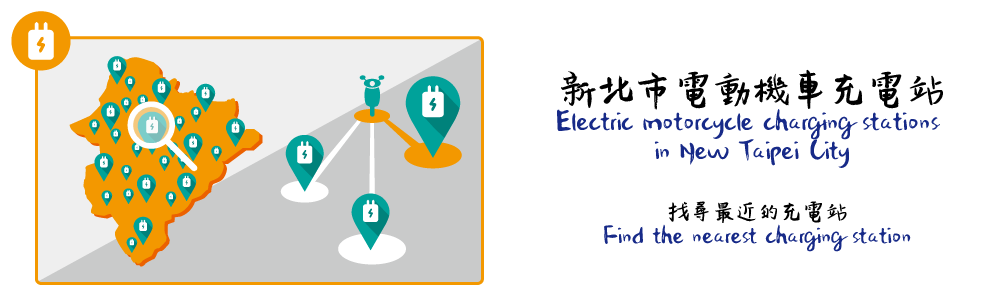 新北市電動機車充電站
Electric motorcycle charging stations
in New Taipei City
找尋最近的充電站
Find the nearest charging station